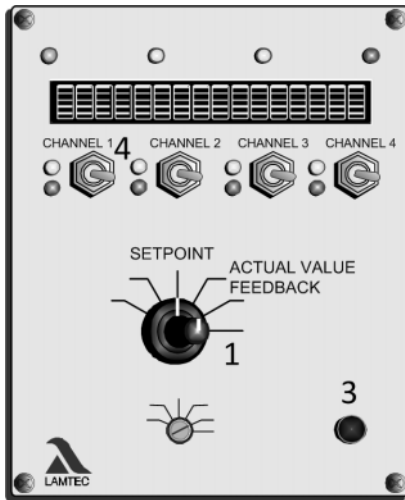 CHANNEL 1 4 CHANNEL 2 CHANNEL 3 CHANNEL 4
SETPOINT
ACTUAL VALUE
FEEDBACK
1
3
LAMTEC